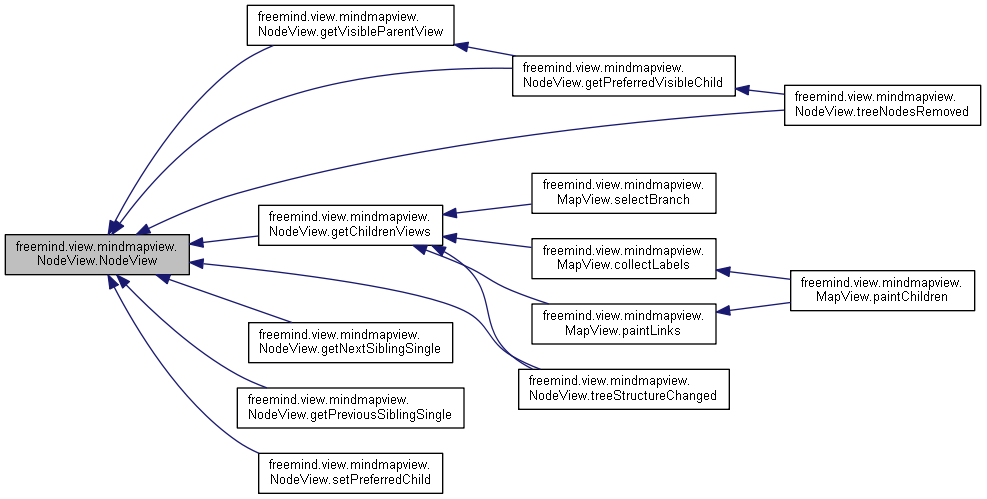 freemind.view.mindmapview.
NodeView.getVisibleParentView
freemind.view.mindmapview.
NodeView.getPreferredVisibleChild
freemind.view.mindmapview.
NodeView.treeNodesRemoved
freemind.view.mindmapview.
MapView.selectBranch
freemind.view.mindmapview.
NodeView.getChildrenViews
freemind.view.mindmapview.
NodeView.NodeView
freemind.view.mindmapview.
MapView.collectLabels
freemind.view.mindmapview.
MapView.paintChildren
freemind.view.mindmapview.
MapView.paintLinks
freemind.view.mindmapview.
NodeView.getNextSiblingSingle
freemind.view.mindmapview.
NodeView.treeStructureChanged
freemind.view.mindmapview.
NodeView.getPreviousSiblingSingle
freemind.view.mindmapview.
NodeView.setPreferredChild